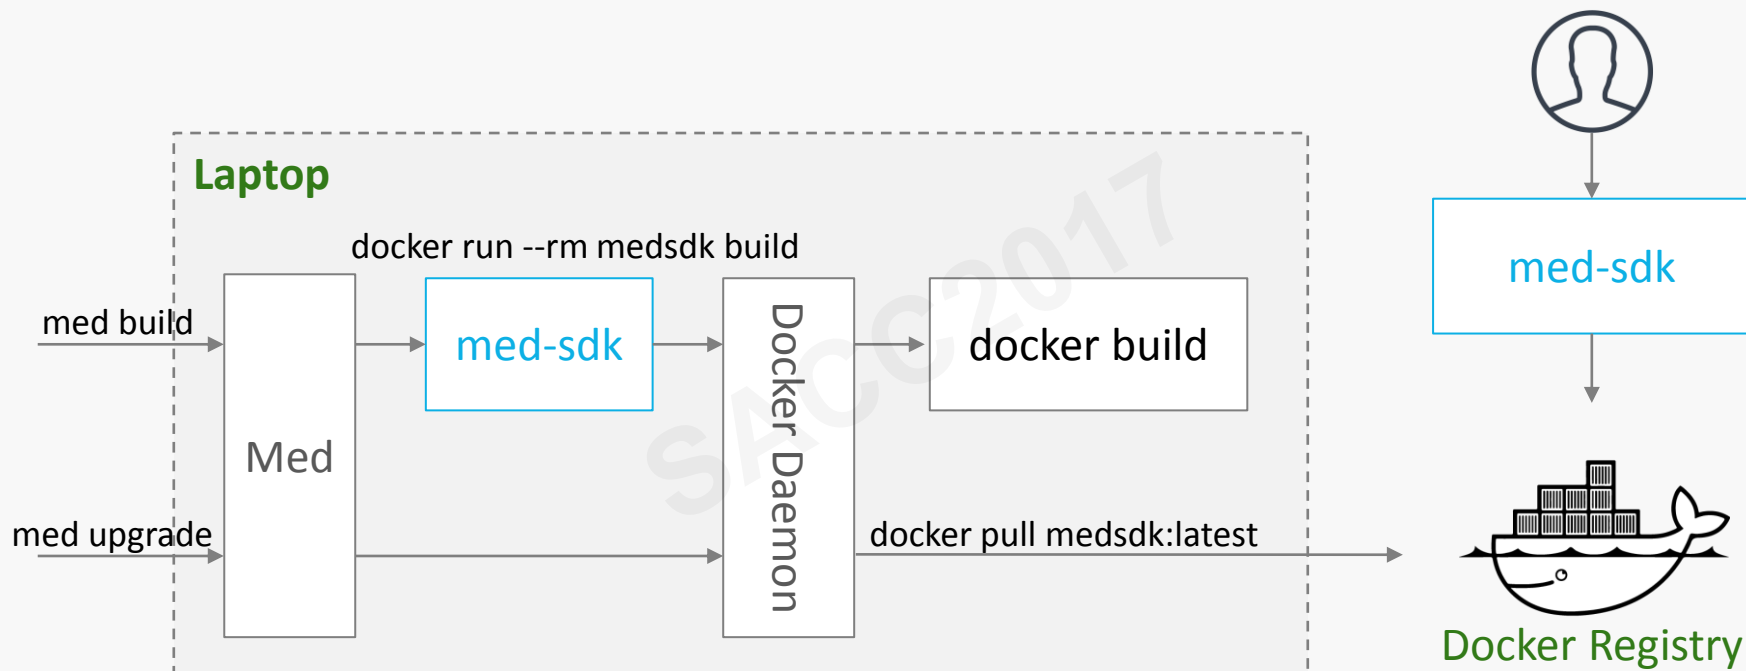 Laptop
docker run --rm medsdk build
med build
Med
med-sdk
Docker Daemon
docker build
med upgrade
docker pull medsdk:latest
med-sdk
Docker Registry
SACC2017